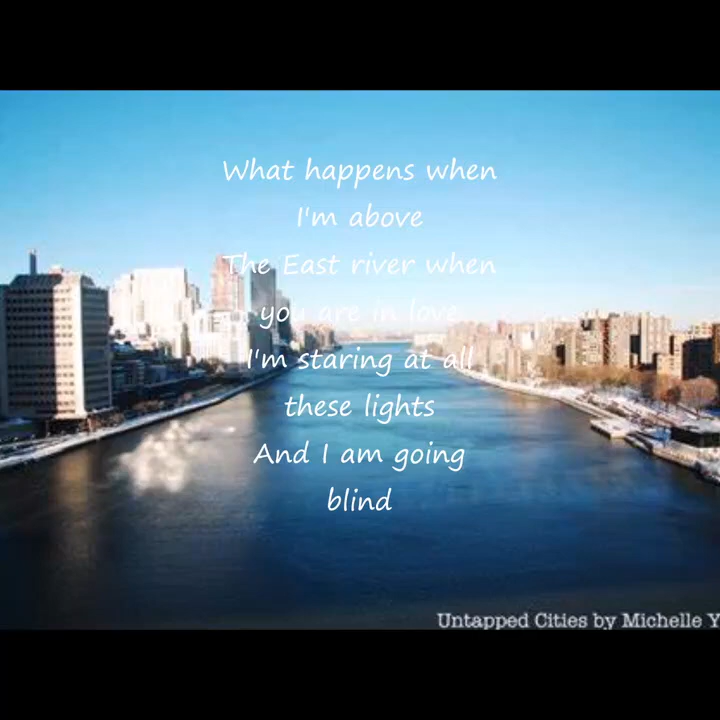 What happens when
I'm above
The East river when
you are in love
I'm staring at all
these lights
And I am going
blind
Untapped Cities by Michelle Y